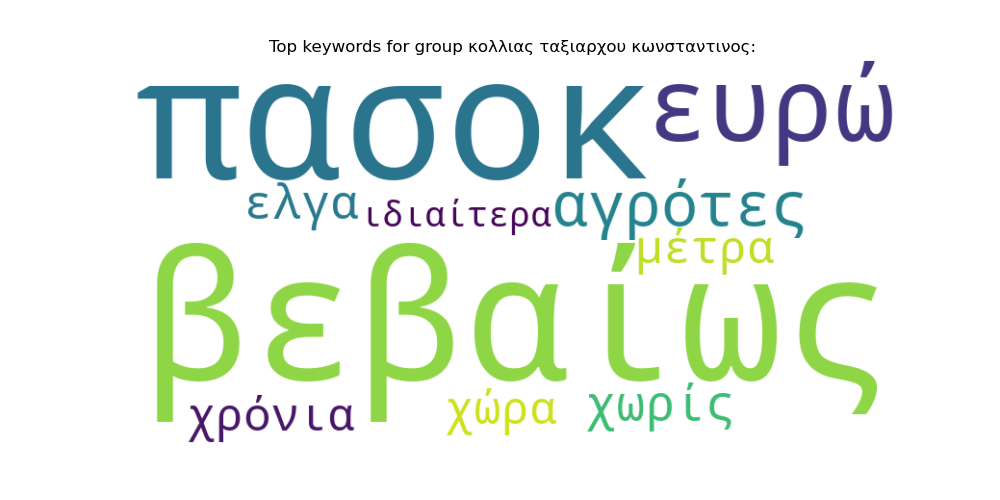 Top keywords for group κολλιας ταξιαρχου κωνσταντινος:
πασοκ ευρώ
ελγα ιδιαίτερα αγρότες
μέτρα
βεβαίως
χρόνια χώρα χωρίς